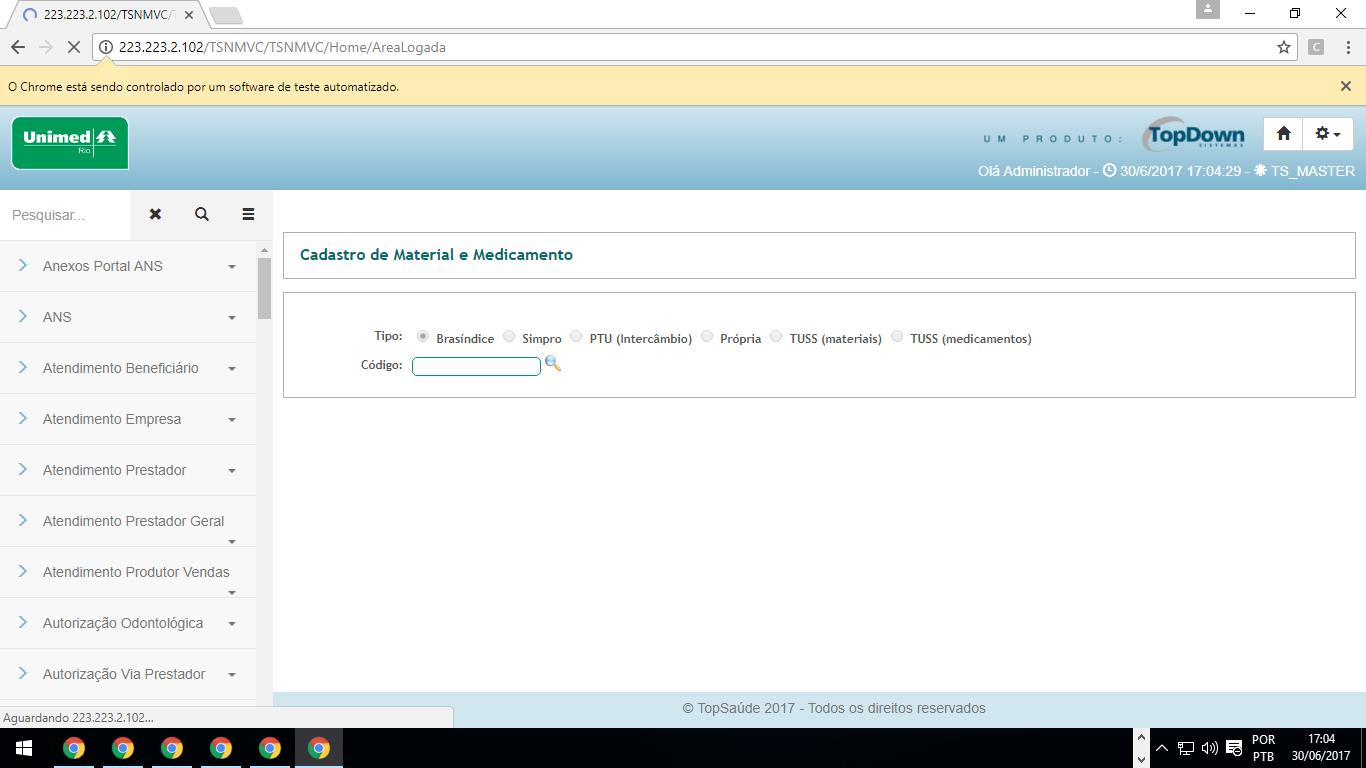 223.223.2.102/TSNMVC/
223.223.2.102/TSNMVC/TSNMVC/Home/AreaLogada
C
O Chrome está sendo controlado por um software de teste automatizado.
Unimed
Rio
UM PRODUTO:
TopDown
SISTEMAS
Olá Administrador - 30/6/2017 17:04:29 - TS_MASTER
Pesquisar...
Cadastro de Material e Medicamento
Anexos Portal ANS
ANS
Atendimento Beneficiário
Atendimento Empresa
Atendimento Prestador
Atendimento Prestador Geral
Atendimento Produtor Vendas
Autorização Odontológica
Autorização Via Prestador
Tipo: Brasíndice Simpro PTU (Intercâmbio) Própria TUSS (materiais) TUSS (medicamentos)
Código:
© TopSaúde 2017 - Todos os direitos reservados
Aguardando 223.223.2.102...
POR
PTB
17:04
30/06/2017